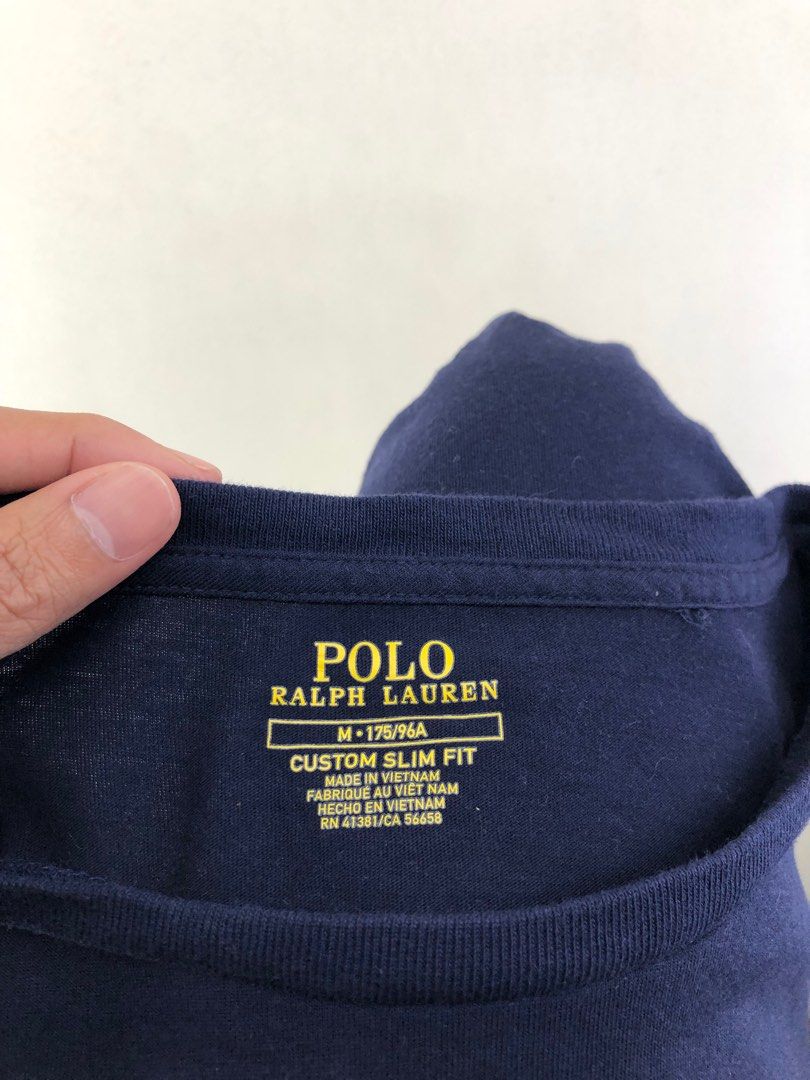 POLO
RALPH LAUREN
M • 175/96A
CUSTOM SLIM FIT
MADE IN VIETNAM
FABRIQUÉ AU VIÊT NAM
HECHO EN VIETNAM
RN 41381/CA 56658